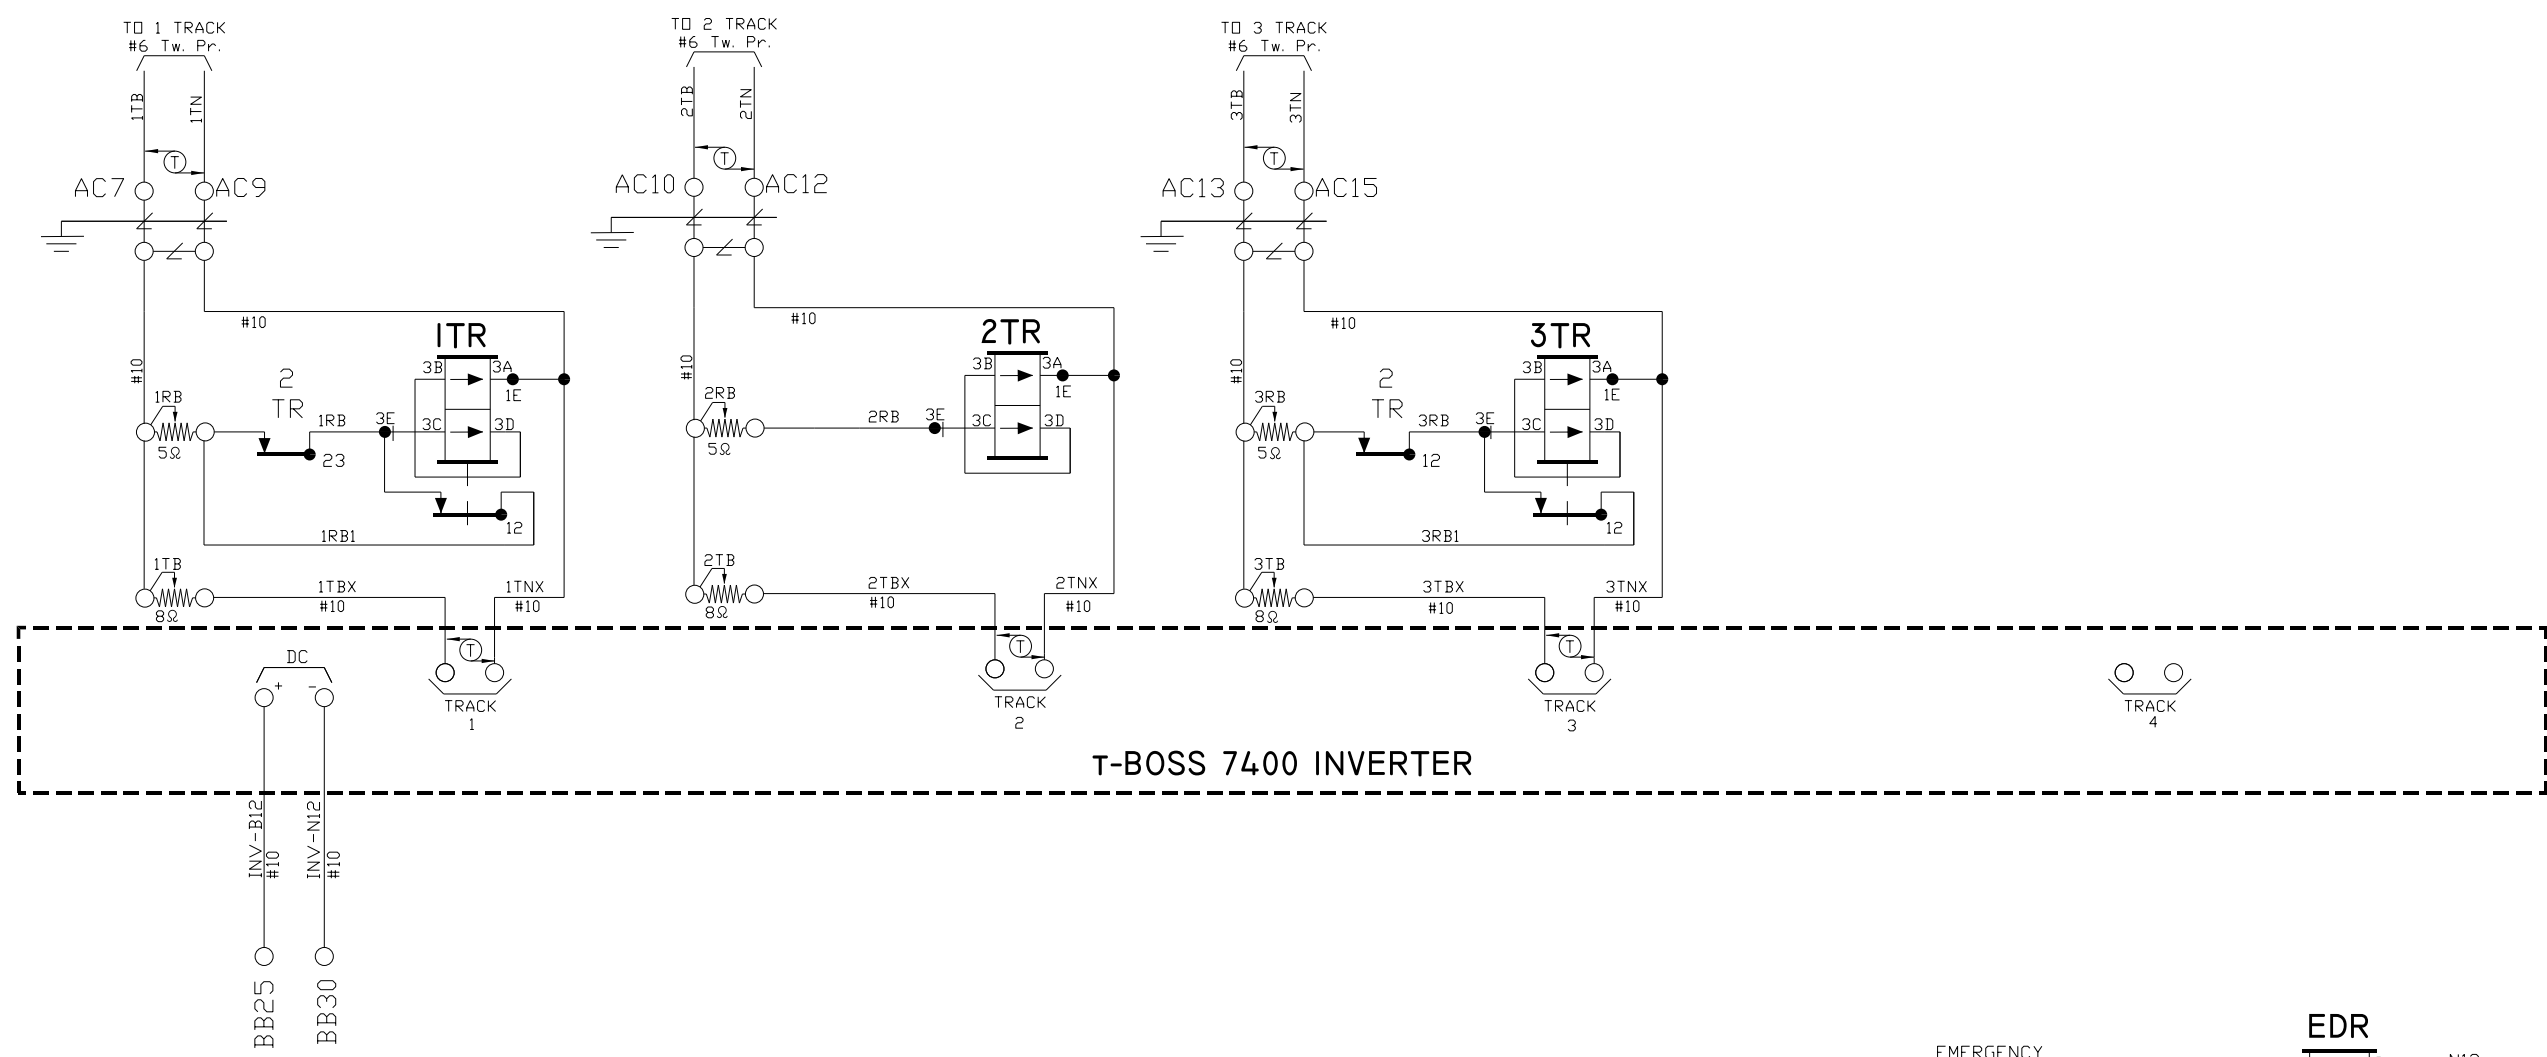 TO 1 TRACK
#6 Tw. Pr.
1TB
1TN
T
AC7
AC9
#10
#10
1TR
3B
3A
1E
3C
3D
3E
1RB
5Ω
2
TR
1RB
23
12
1RB1
1TB
8Ω
1TBX
#10
1TNX
#10
T
TRACK
1
TO 2 TRACK
#6 Tw. Pr.
2TB
2TN
T
AC10
AC12
#10
#10
2TR
3B
3A
1E
3C
3D
3E
2RB
5Ω
2RB
2TB
8Ω
2TBX
#10
2TNX
#10
T
TRACK
2
TO 3 TRACK
#6 Tw. Pr.
3TB
3TN
T
AC13
AC15
#10
#10
3TR
3B
3A
1E
3C
3D
3E
3RB
5Ω
2
TR
3RB
12
12
3RB1
3TB
8Ω
3TBX
#10
3TNX
#10
T
TRACK
3
TRACK
4
DC
+
-
T-BOSS 7400 INVERTER
INV-B12
#10
INV-N12
#10
BB25
BB30
EDR
EMERGENCY
N12